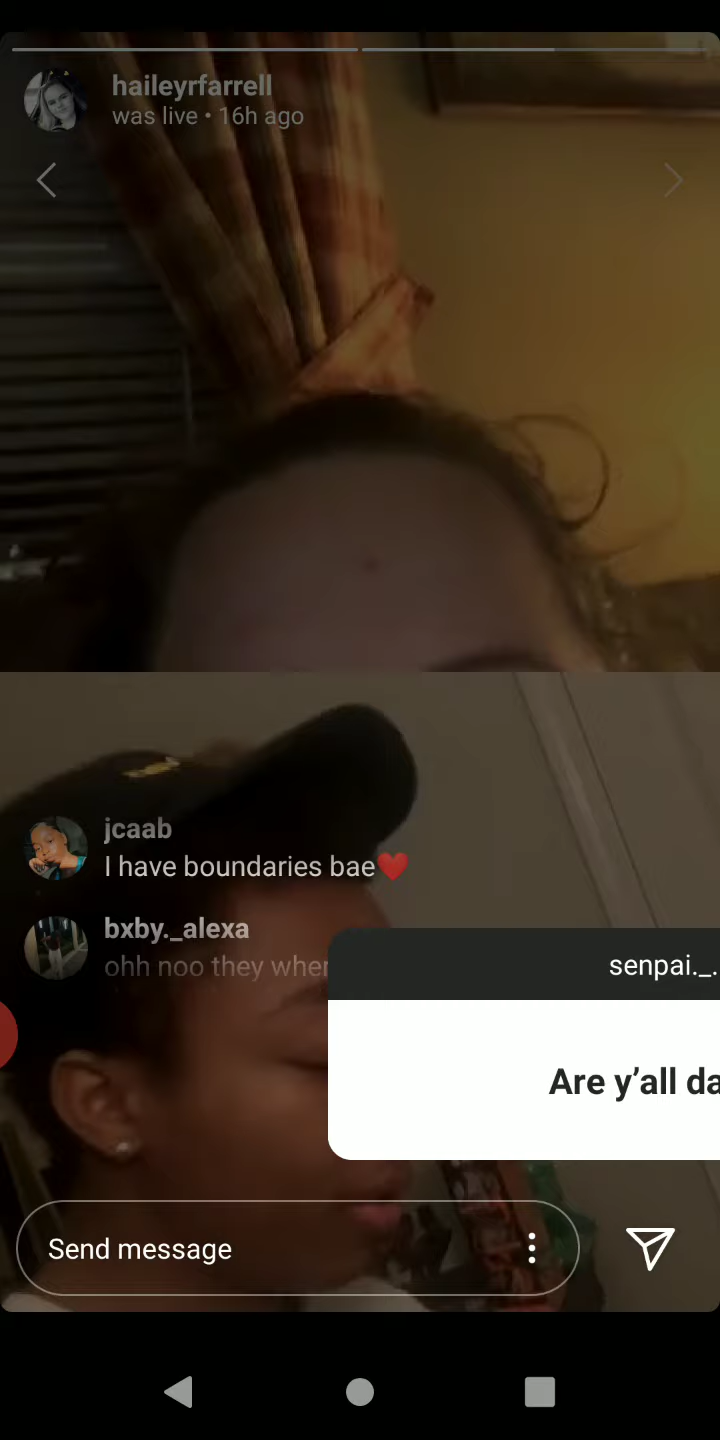 haileyrfarrell
was live • 16h ago
jcaab
I have boundaries bae❤️
bxby._alexa
ohh noo they wher
senpai._.
Are y’all da
Send message